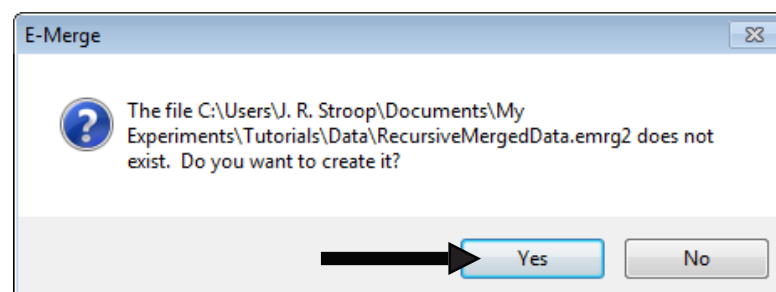 E-Merge
The file C:\Users\J. R. Stroop\Documents\My
Experiments\Tutorials\Data\RecursiveMergedData.emrg2 does not
exist.  Do you want to create it?
Yes
No